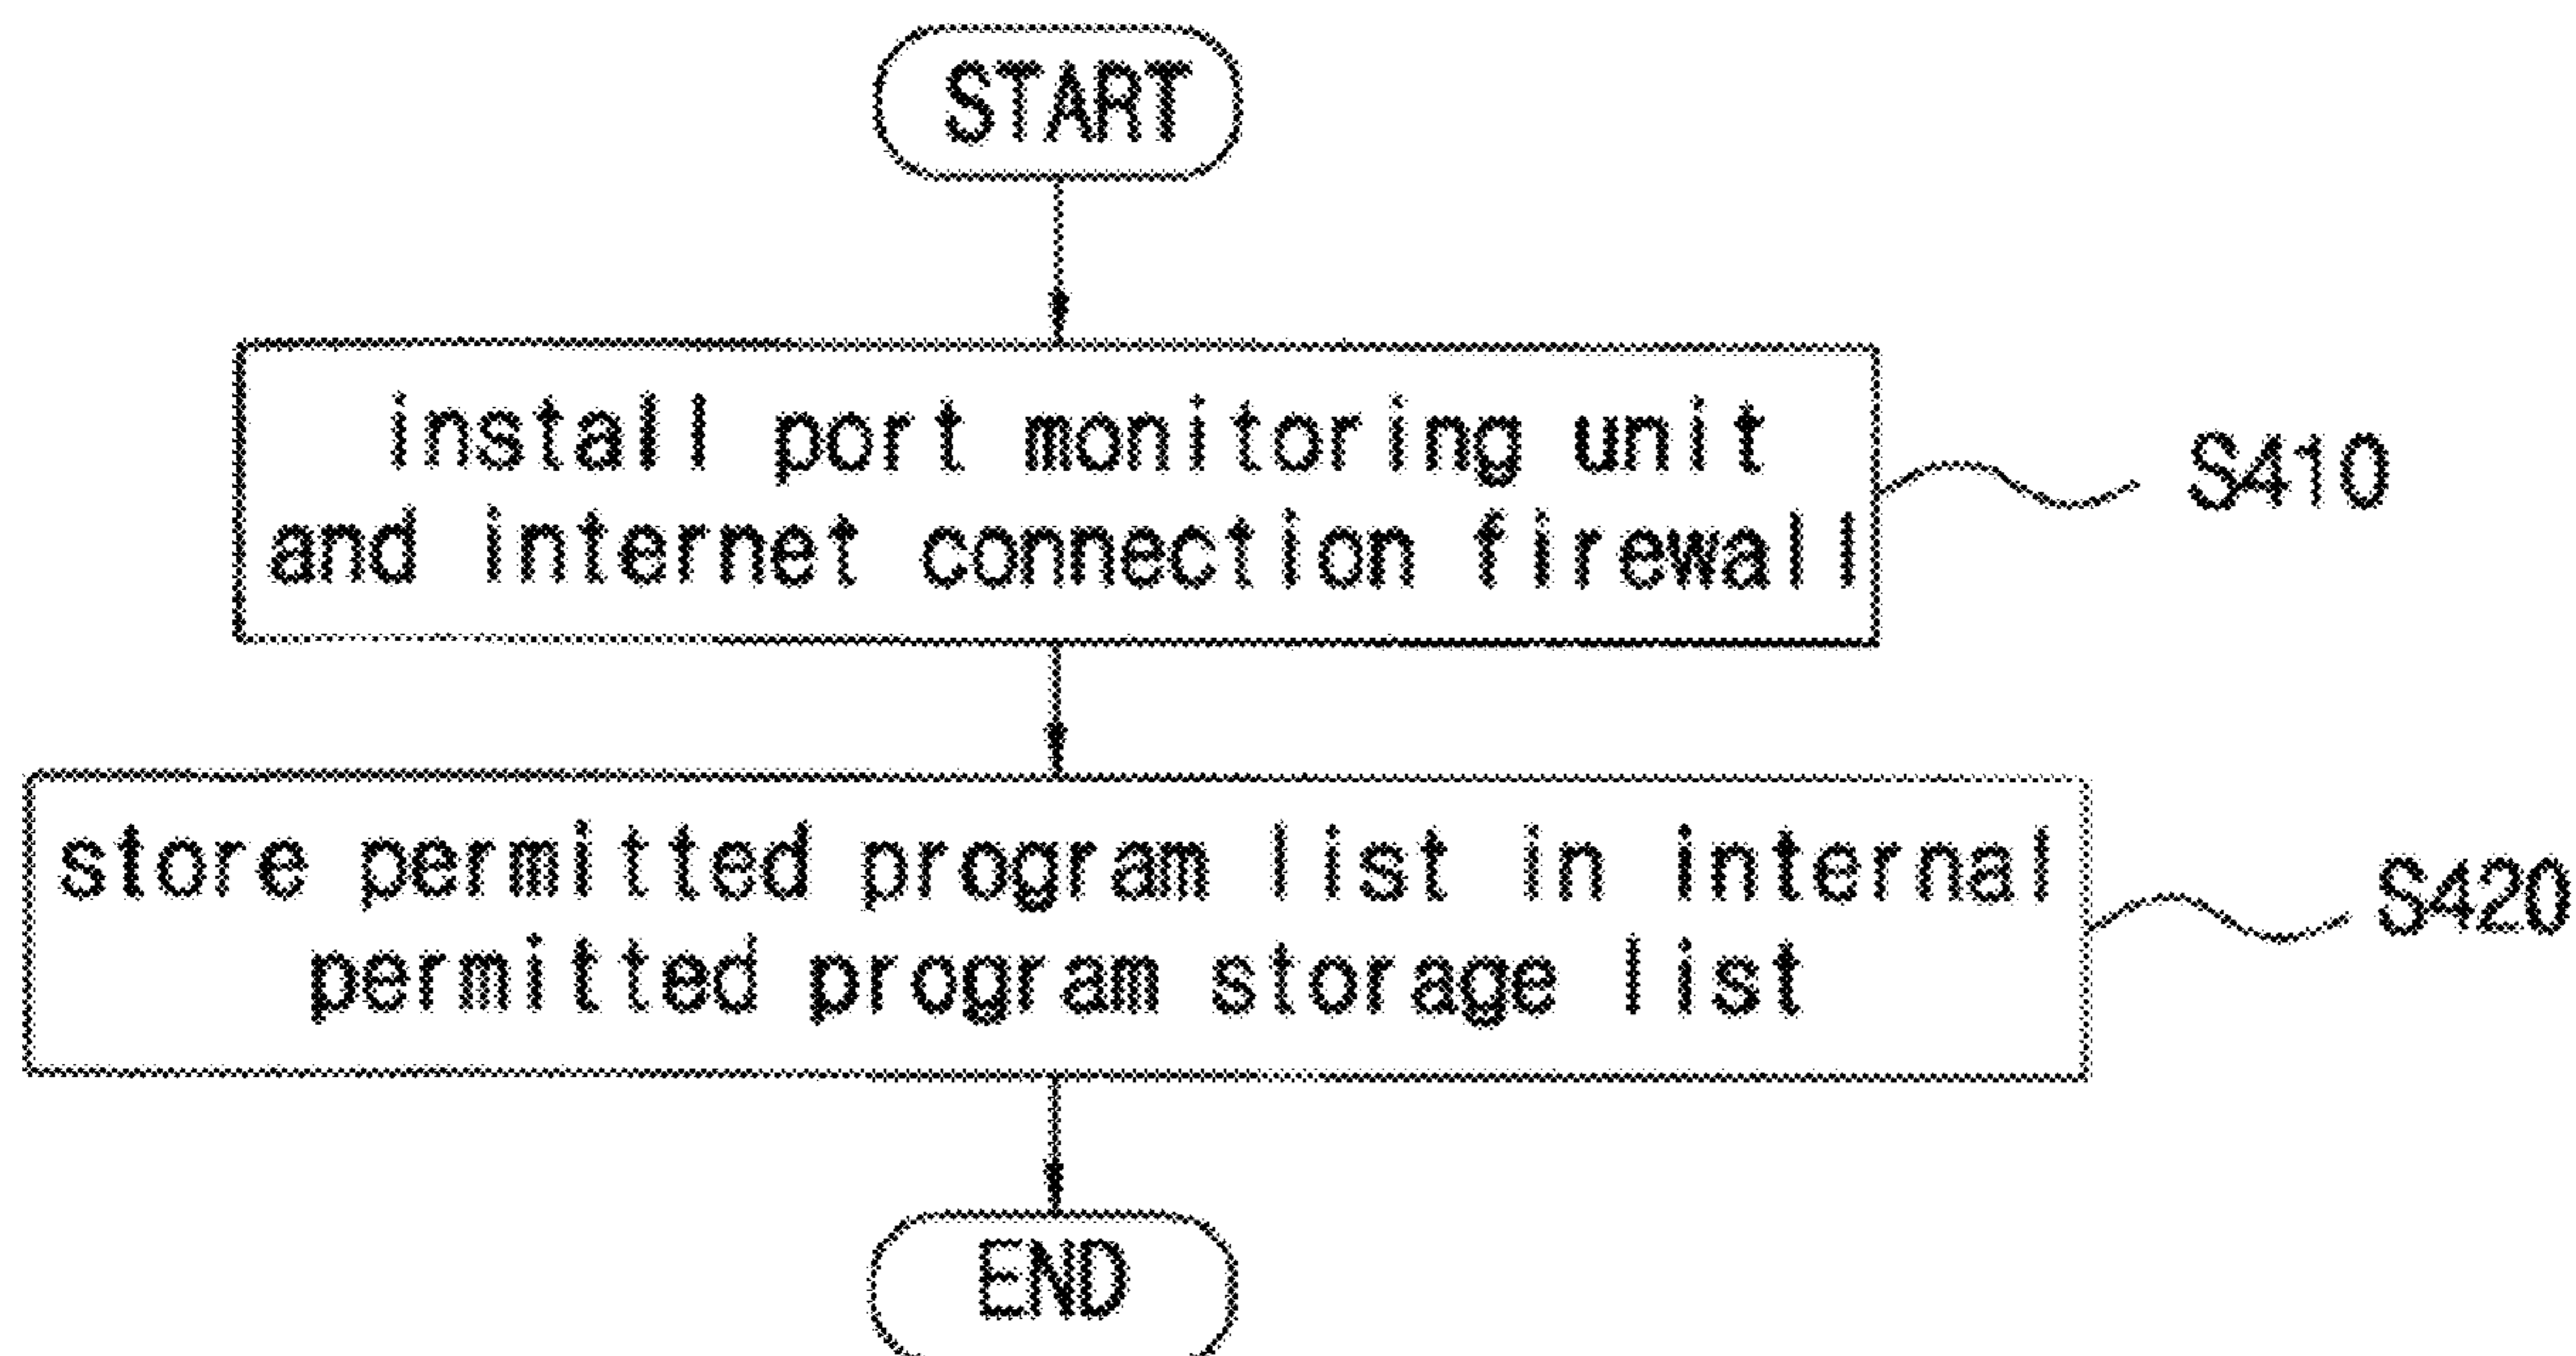 START
install port monitoring unit
and internet connection firewall
S410
store permitted program list in internal
permitted program storage list
S420
END